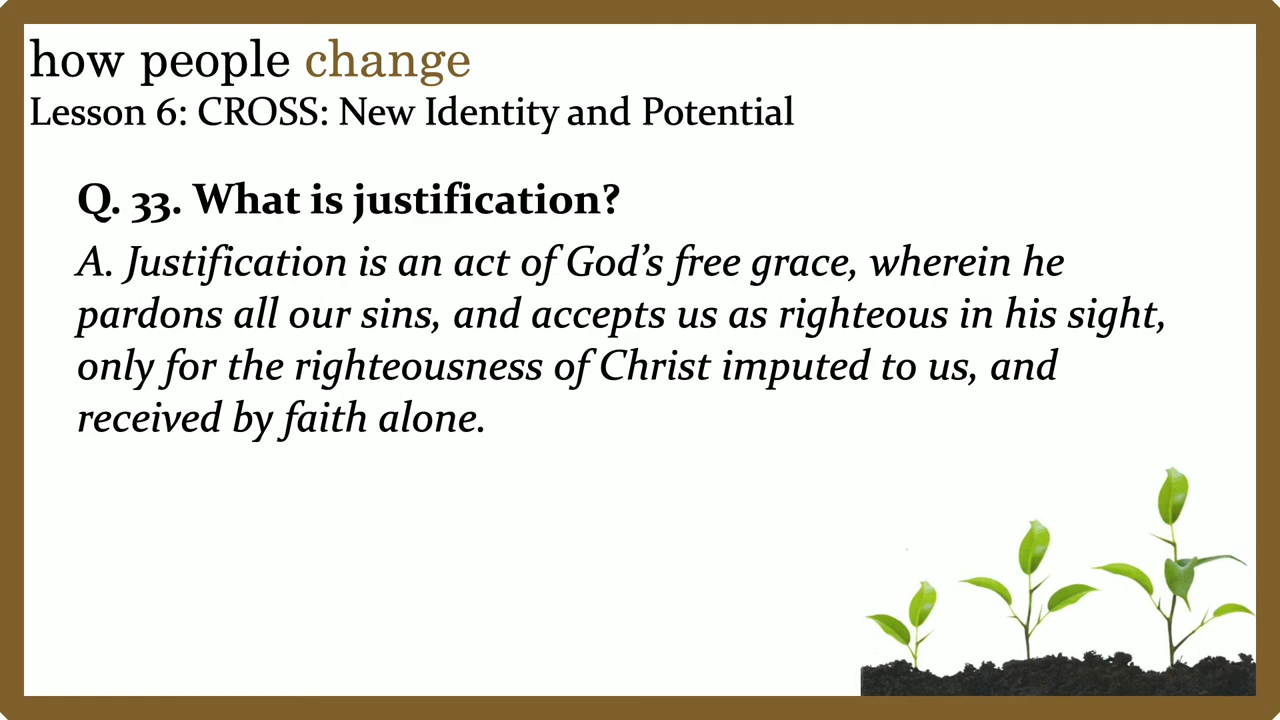 how people change
Lesson 6: CROSS: New Identity and Potential
Q. 33. What is justification?
A. Justification is an act of God’s free grace, wherein he
pardons all our sins, and accepts us as righteous in his sight,
only for the righteousness of Christ imputed to us, and
received by faith alone.